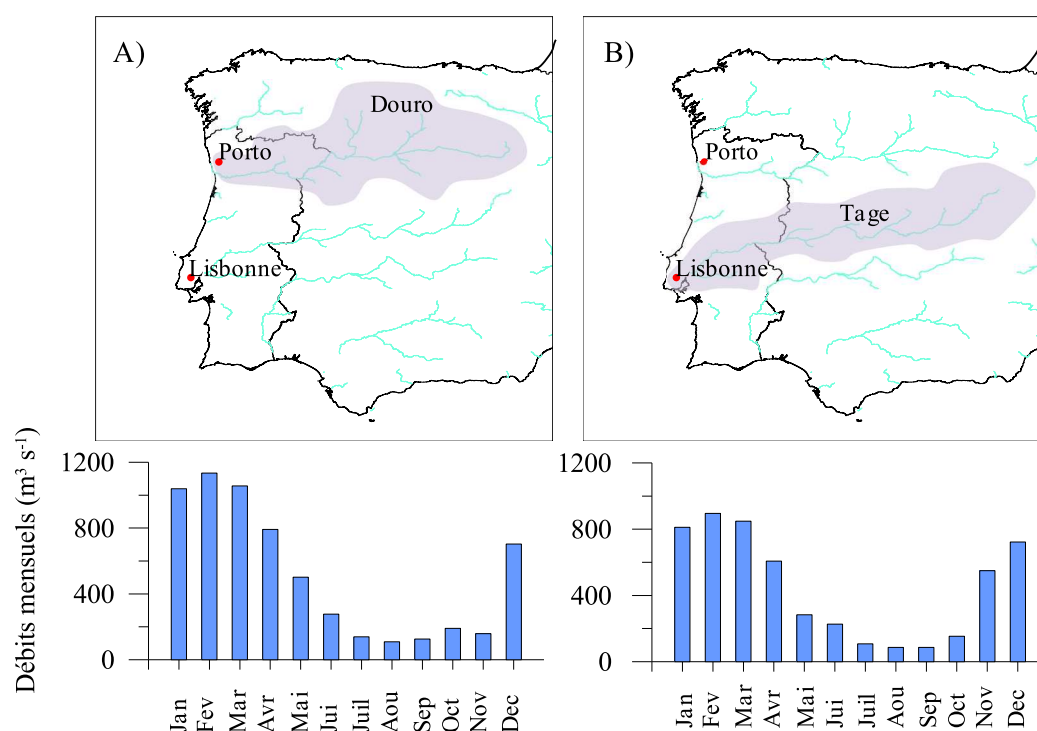 A)
Douro
Porto
Lisbonne
B)
Porto
Tage
Lisbonne
Débits mensuels (m³ s⁻¹)
1200
800
400
0
Jan
Fev
Mar
Avr
Mai
Jui
Juil
Aou
Sep
Oct
Nov
Dec
1200
800
400
0
Jan
Fev
Mar
Avr
Mai
Jui
Juil
Aou
Sep
Oct
Nov
Dec